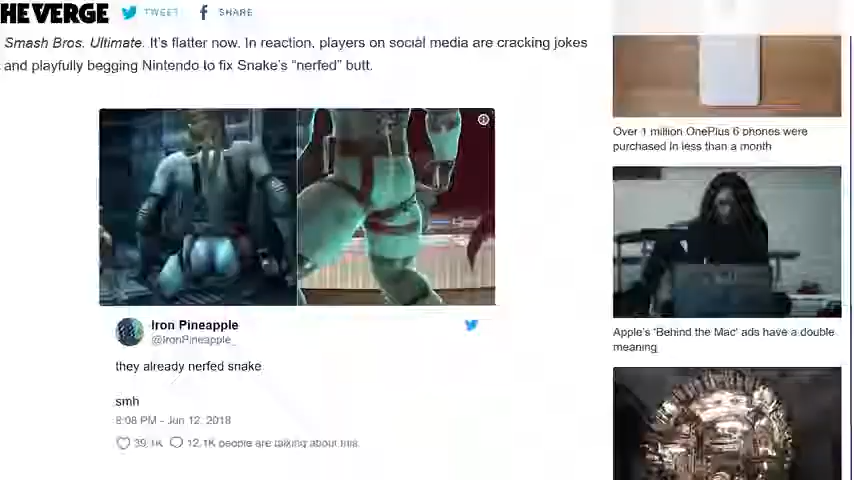 HE VERGE
TWEET
SHARE
Smash Bros. Ultimate. It's flatter now. In reaction, players on social media are cracking jokes
and playfully begging Nintendo to fix Snake's "nerfed" butt.
Iron Pineapple
@IronPineapple_
they already nerfed snake
smh
8:08 PM - Jun 12, 2018
39.1K
12.1K people are talking about this
Over 1 million OnePlus 6 phones were
purchased in less than a month
Apple's 'Behind the Mac' ads have a double
meaning